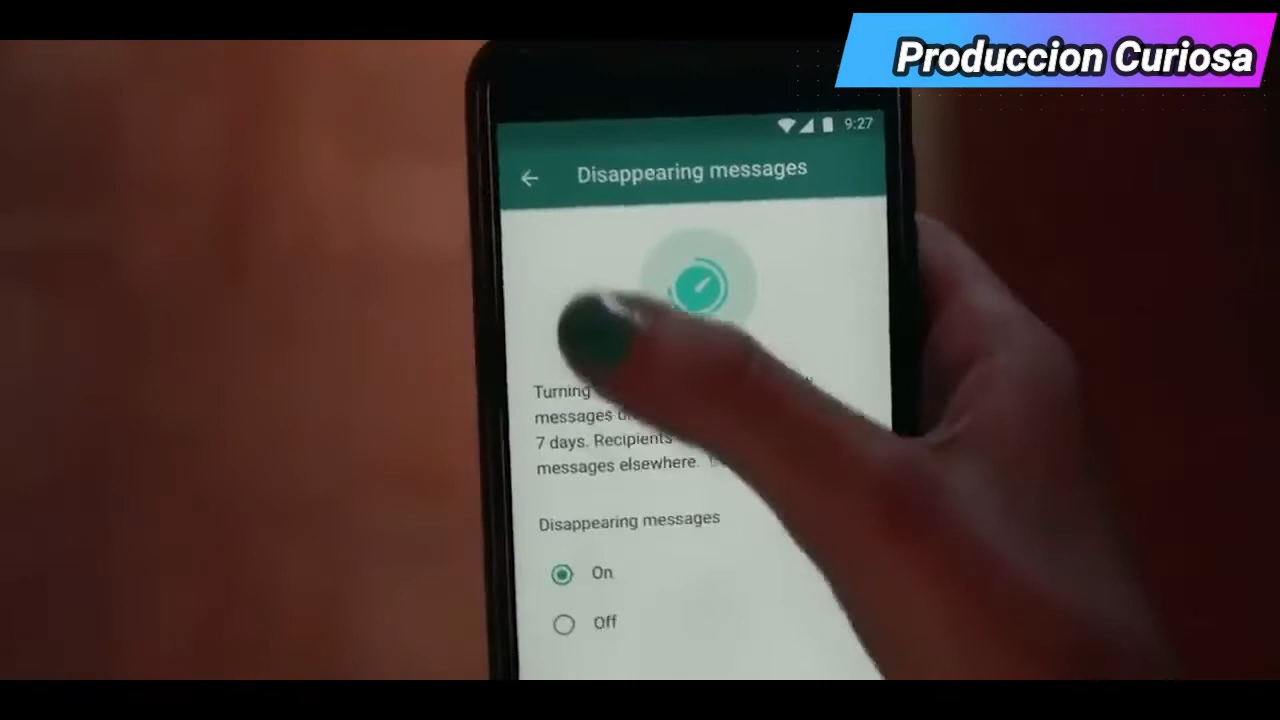 Produccion Curiosa
9:27
Disappearing messages
Turning
messages
7 days. Recipients
messages elsewhere.
Disappearing messages
On
Off